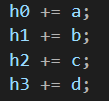 h0 += a;
h1 += b;
h2 += c;
h3 += d;